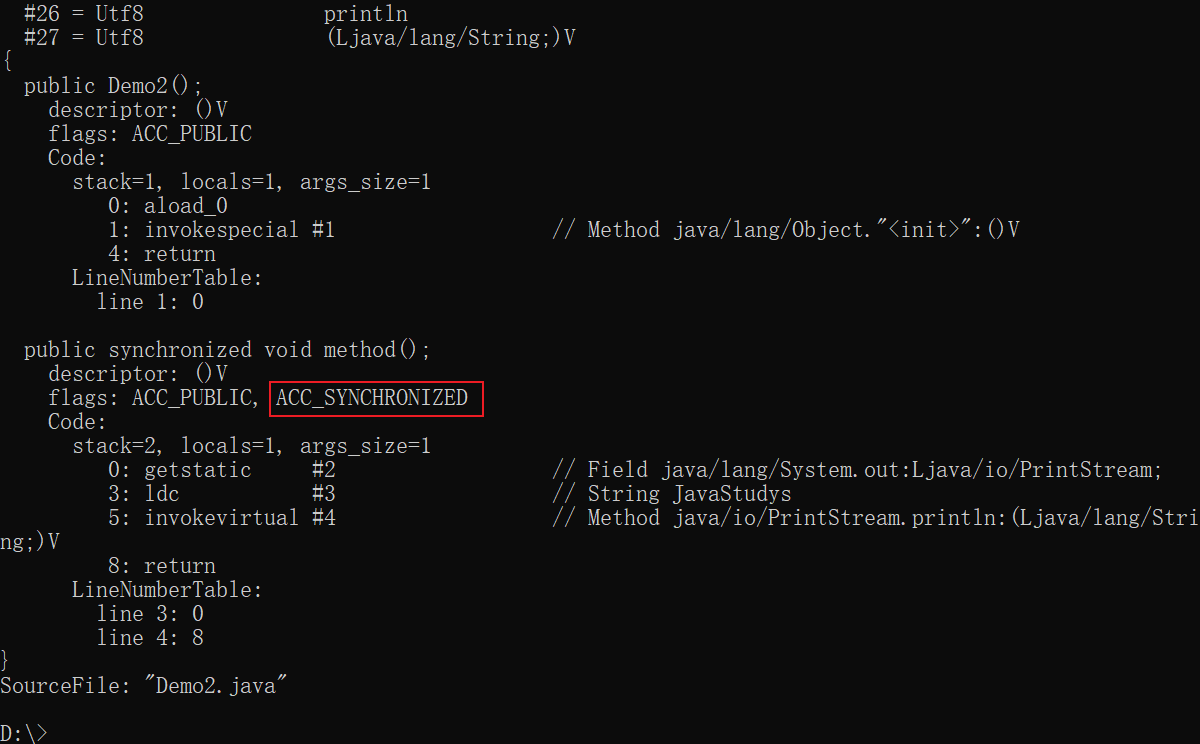 #26 = Utf8               println
  #27 = Utf8               (Ljava/lang/String;)V
{
  public Demo2();
    descriptor: ()V
    flags: ACC_PUBLIC
    Code:
      stack=1, locals=1, args_size=1
         0: aload_0
         1: invokespecial #1                  // Method java/lang/Object."<init>":()V
         4: return
      LineNumberTable:
        line 1: 0

  public synchronized void method();
    descriptor: ()V
    flags: ACC_PUBLIC, ACC_SYNCHRONIZED
    Code:
      stack=2, locals=1, args_size=1
         0: getstatic     #2                  // Field java/lang/System.out:Ljava/io/PrintStream;
         3: ldc           #3                  // String JavaStudys
         5: invokevirtual #4                  // Method java/io/PrintStream.println:(Ljava/lang/Stri
ng;)V
         8: return
      LineNumberTable:
        line 3: 0
        line 4: 8
}
SourceFile: "Demo2.java"

D:\>